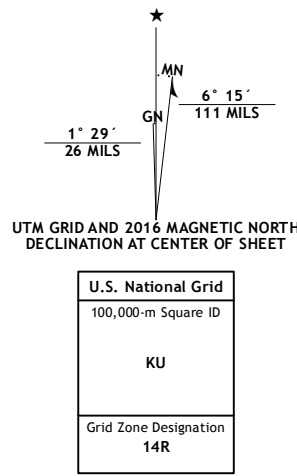 MN
GN
6° 15´
111 MILS
1° 29´
26 MILS
UTM GRID AND 2016 MAGNETIC NORTH
DECLINATION AT CENTER OF SHEET
U.S. National Grid
100,000-m Square ID
KU
Grid Zone Designation
14R